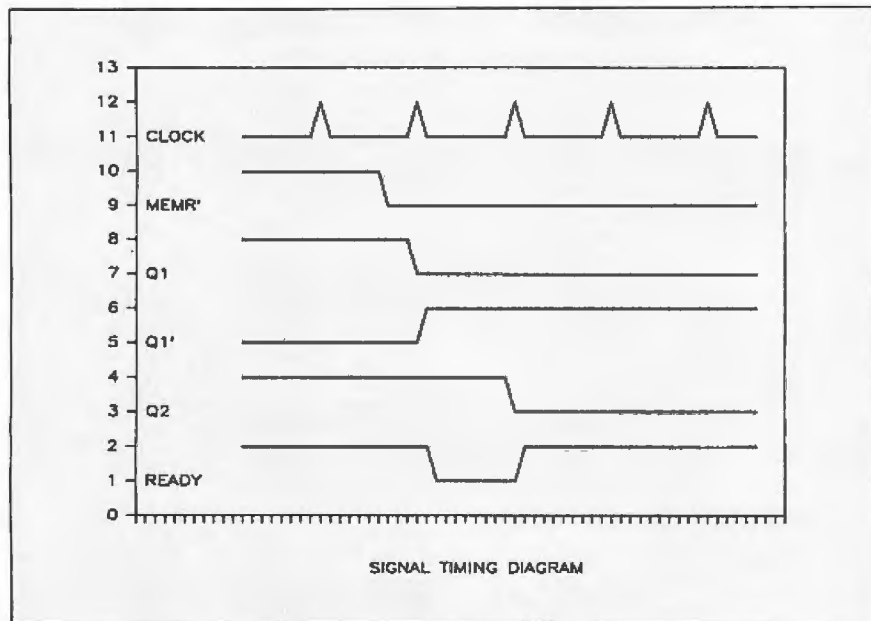 13
12
11 CLOCK
10
9 MEMR'
8
7 Q1
6
5 Q1'
4
3 Q2
2
1 READY
0
SIGNAL TIMING DIAGRAM